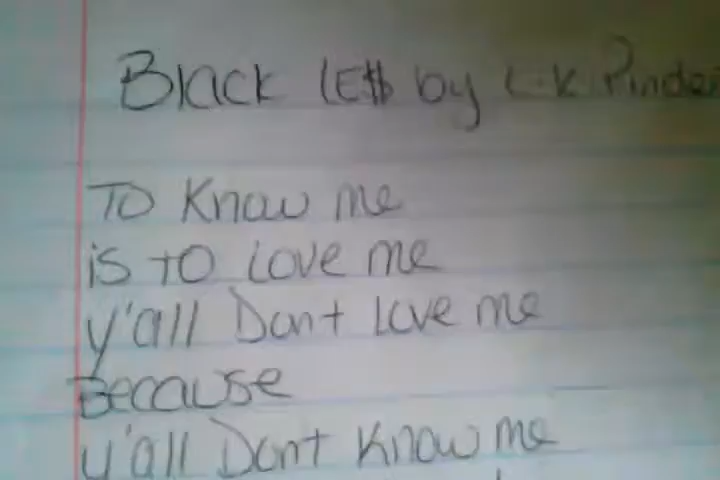 Black by
To Know me
is to Love me
y'all Dont love me
Because
y'all Dont Know me